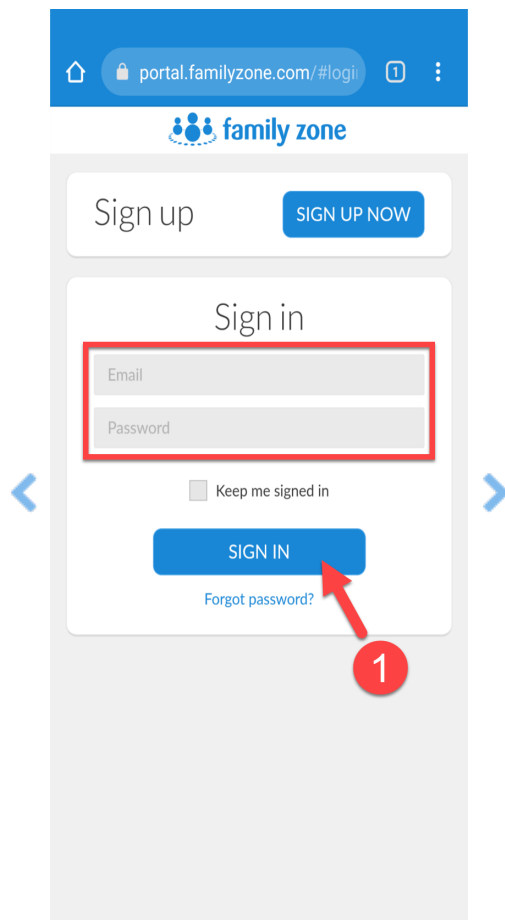 portal.familyzone.com/#logi
1
family zone
Sign up
SIGN UP NOW
Sign in
Email
Password
Keep me signed in
SIGN IN
Forgot password?
1